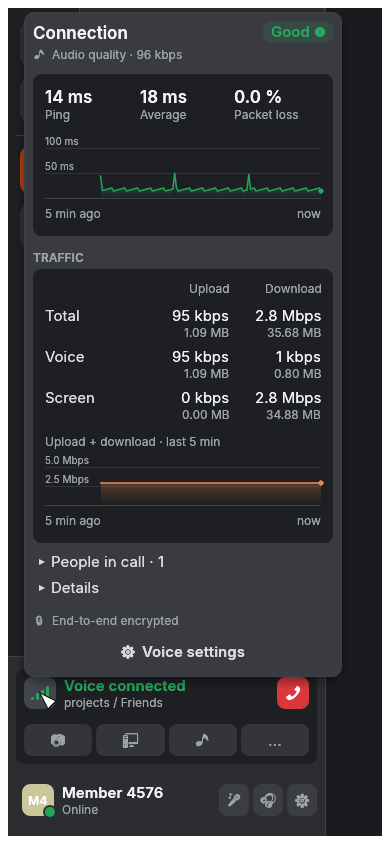 Connection Good
Audio quality · 96 kbps
14 ms 18 ms 0.0 %
Ping Average Packet loss
100 ms
50 ms
5 min ago now
TRAFFIC
Upload Download
Total 95 kbps 2.8 Mbps
1.09 MB 35.68 MB
Voice 95 kbps 1 kbps
1.09 MB 0.80 MB
Screen 0 kbps 2.8 Mbps
0.00 MB 34.88 MB
Upload + download · last 5 min
5.0 Mbps
2.5 Mbps
5 min ago now
People in call · 1
Details
End-to-end encrypted
Voice settings
Voice connected
projects / Friends
...
M4 Member 4576
Online